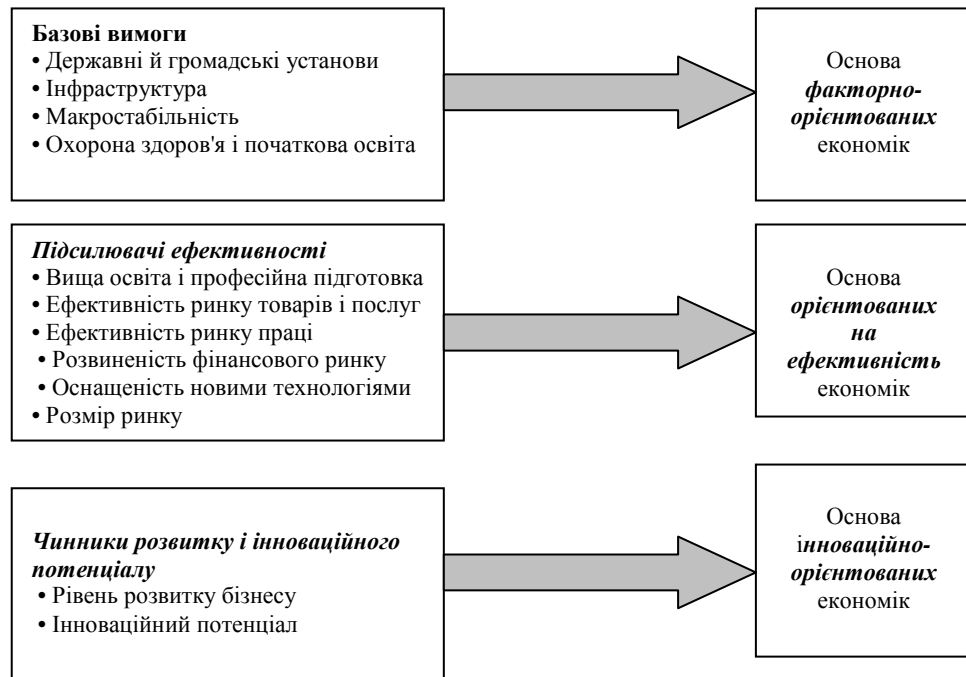 Базові вимоги
• Державні й громадські установи
• Інфраструктура
• Макростабільність
• Охорона здоров'я і початкова освіта
Основа
факторно-
орієнтованих
економік
Підсилювачі ефективності
• Вища освіта і професійна підготовка
• Ефективність ринку товарів і послуг
• Ефективність ринку праці
• Розвиненість фінансового ринку
• Оснащеність новими технологіями
• Розмір ринку
Основа
орієнтованих
на
ефективність
економік
Чинники розвитку і інноваційного
потенціалу
• Рівень розвитку бізнесу
• Інноваційний потенціал
Основа
інноваційно-
орієнтованих
економік